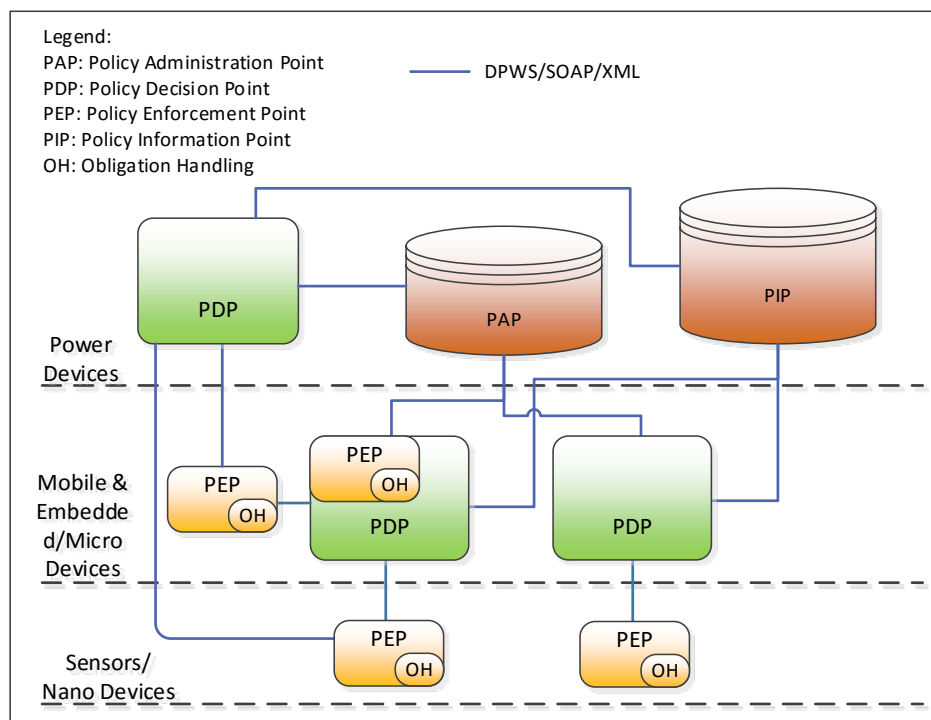 Legend:
PAP: Policy Administration Point
PDP: Policy Decision Point
PEP: Policy Enforcement Point
PIP: Policy Information Point
OH: Obligation Handling
DPWS/SOAP/XML
PDP
PAP
PIP
Power
Devices
PEP
OH
PEP
OH
PDP
PDP
Mobile &
Embedde
d/Micro
Devices
PEP
OH
PEP
OH
Sensors/
Nano Devices